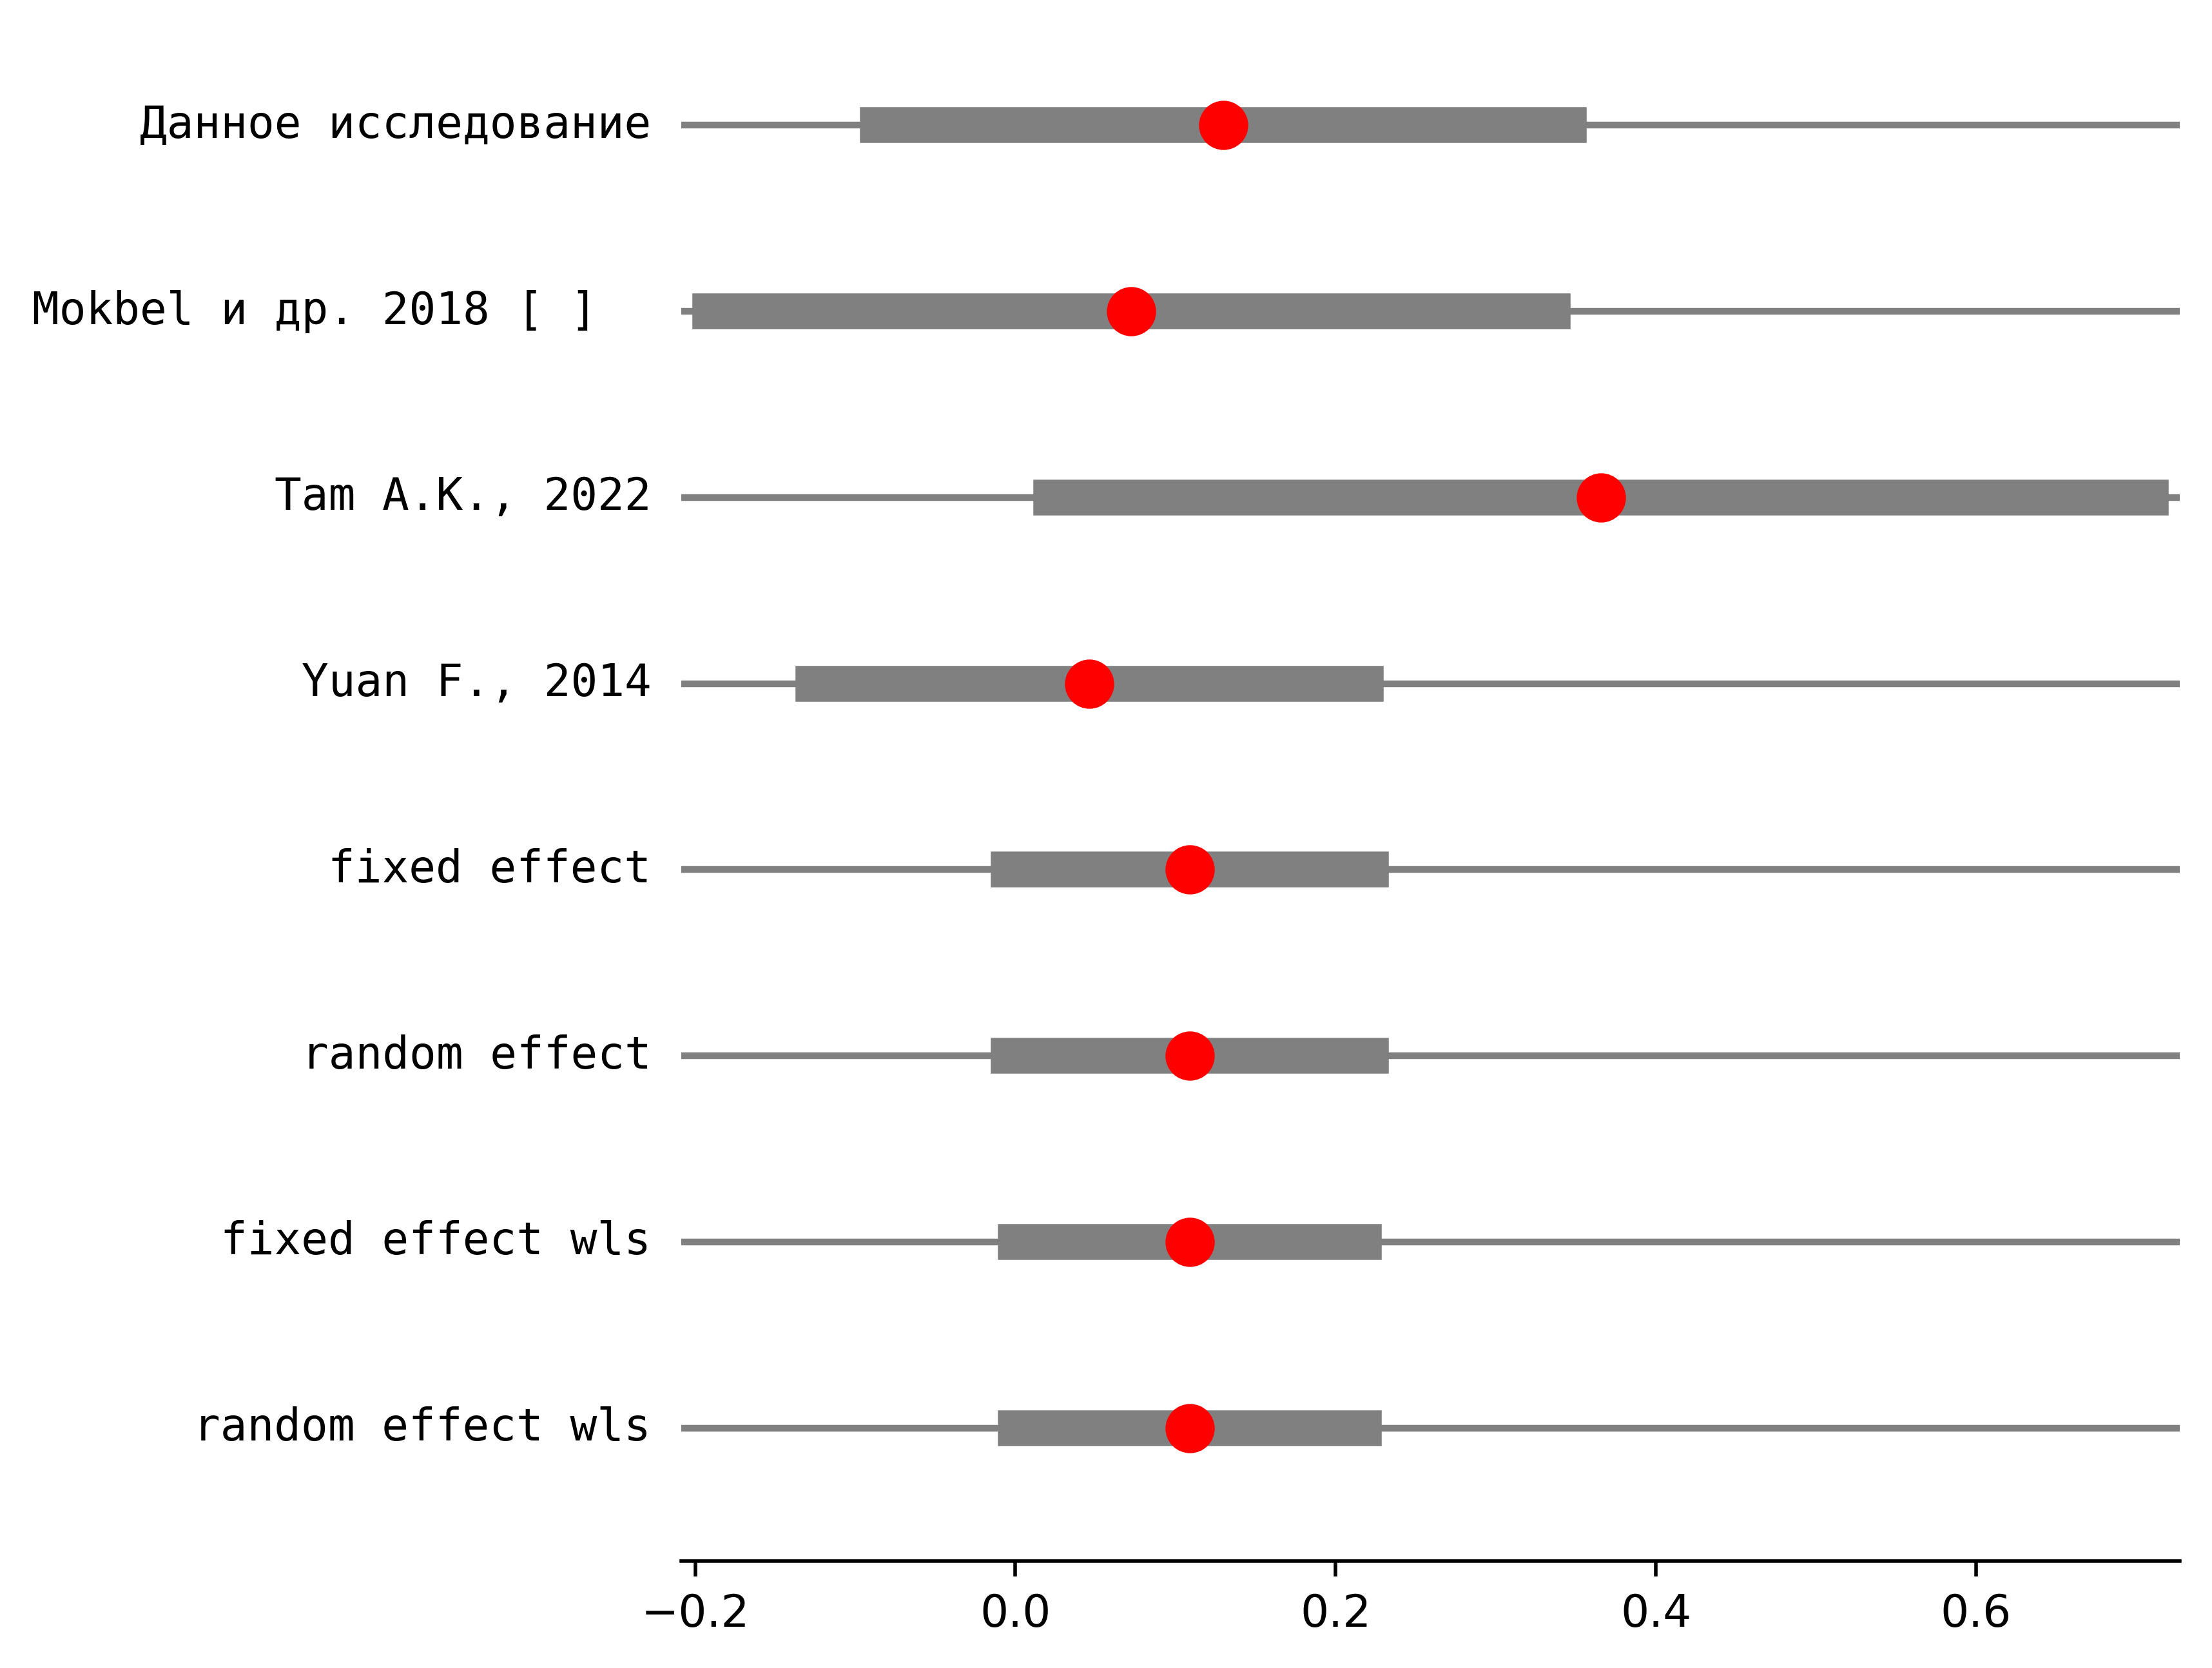 Данное исследование
Mokbel и др. 2018 [ ]
Tam A.K., 2022
Yuan F., 2014
fixed effect
random effect
fixed effect wls
random effect wls
−0.2 0.0 0.2 0.4 0.6